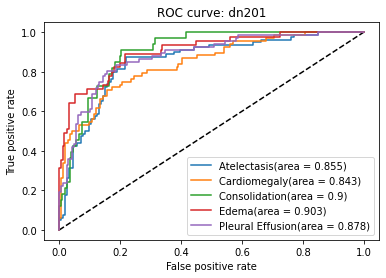 ROC curve: dn201
True positive rate
1.0
0.8
0.6
0.4
0.2
0.0
Atelectasis(area = 0.855)
Cardiomegaly(area = 0.843)
Consolidation(area = 0.9)
Edema(area = 0.903)
Pleural Effusion(area = 0.878)
0.0 0.2 0.4 0.6 0.8 1.0
False positive rate